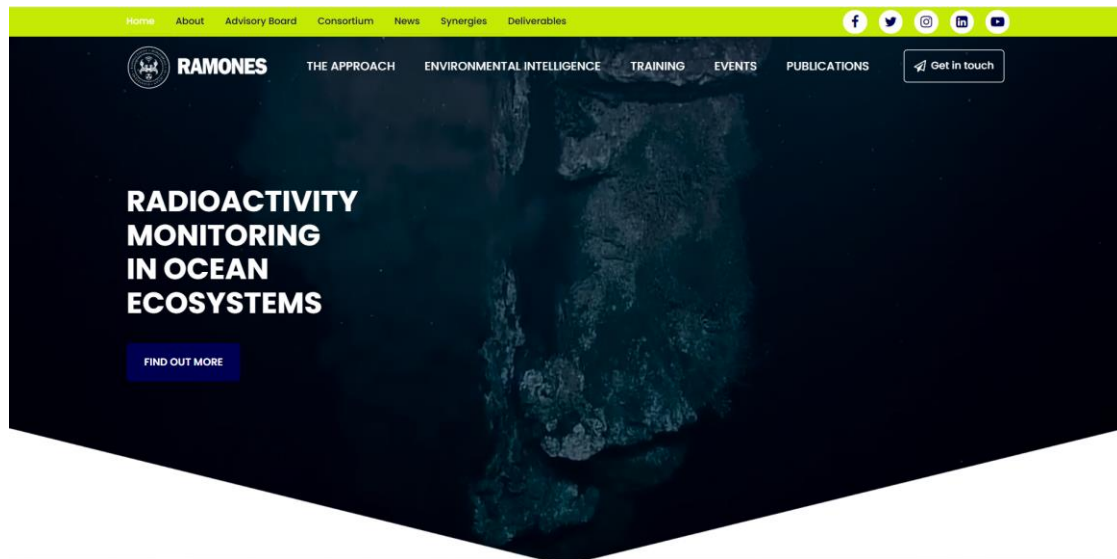 Home About Advisory Board Consortium News Synergies Deliverables
RAMONES THE APPROACH ENVIRONMENTAL INTELLIGENCE TRAINING EVENTS PUBLICATIONS Get in touch
RADIOACTIVITY
MONITORING
IN OCEAN
ECOSYSTEMS
FIND OUT MORE